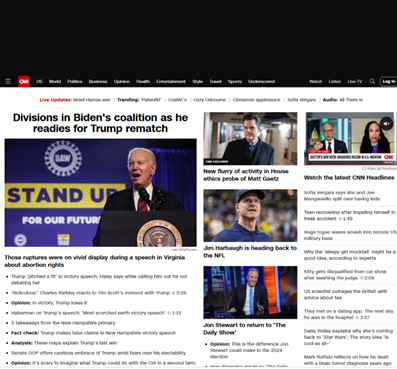 CNN US World Politics Business Opinion Health Entertainment Style Travel Sports Underscored Watch Listen Live TV Log In
Live Updates: Israel-Hamas war Trending: 'Palworld' Ozzy Osbourne Cinnamon applesauce Sofia Vergara Audio: All There Is
Divisions in Biden's coalition as he
readies for Trump rematch
UAW
STAND UP
FOR OUR FUTURE
Those ruptures were on vivid display during a speech in Virginia
about abortion rights
Trump 'pitched a fit' in victory speech, Haley says while calling him out for not
debating her
'Ridiculous': Charles Barkley reacts to Tim Scott's moment with Trump 2:26
Opinion: In victory, Trump loses it
Haberman on Trump's speech: 'Most scorched earth victory speech' 1:12
5 takeaways from the New Hampshire primary
Fact check: Trump makes false claims in New Hampshire victory speech
Analysis: These maps explain Trump's win
Senate GOP offers cautious embrace of Trump amid fears over his electability
Opinion: It's scary to imagine what Trump could do with the CIA in a second term
CNN EXCLUSIVE
New flurry of activity in House
ethics probe of Matt Gaetz
Jim Harbaugh is heading back to
the NFL
Jon Stewart to return to 'The
Daily Show'
Opinion: This is the difference Jon
Stewart could make in the 2024
election
DOCTOR'S NEW BOOK DIAGNOSES RACISM IN U.S. MEDICINE
CNN
Video Ad Feedback
Watch the latest CNN Headlines
Sofia Vergara says she and Joe
Manganiello split over having kids
Teen recovering after impaling himself in
freak accident 1:49
Huge rogue waves smash into remote US
military base
Why the 'sleepy girl mocktail' might be a
good idea, according to experts
Kitty gets disqualified from cat show
after swatting the judge 2:08
US scientist outrages the British with
advice about tea
They met on a dating app. The next day
he was in the hospital 3:27
Daisy Ridley explains why she's coming
back to 'Star Wars': The story 'is
cool as sh-'
Mark Ruffalo reflects on how he dealt
with a brain tumor diagnosis years ago